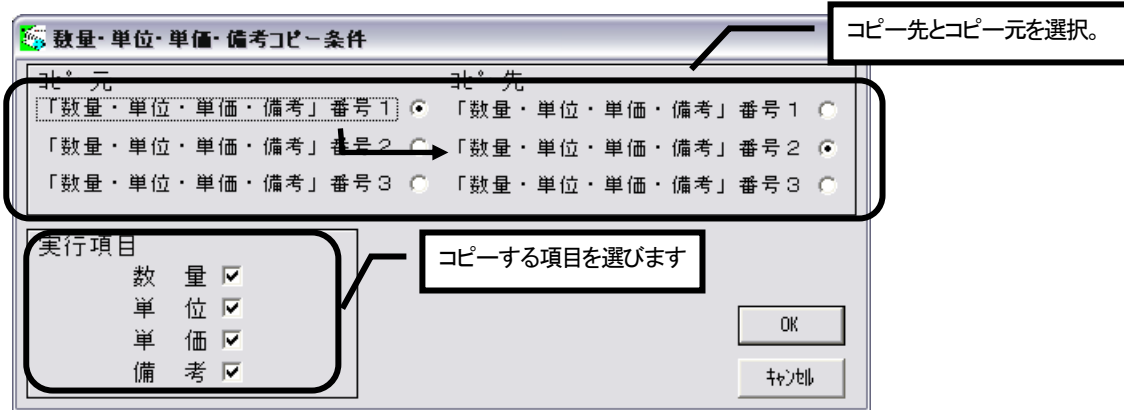 コピー先とコピー元を選択。
数量・単位・単価・備考コピー条件
ｺﾋﾟｰ元
ｺﾋﾟｰ先
「数量・単位・単価・備考」番号１
「数量・単位・単価・備考」番号１
「数量・単位・単価・備考」番号２
「数量・単位・単価・備考」番号２
「数量・単位・単価・備考」番号３
「数量・単位・単価・備考」番号３
実行項目
コピーする項目を選びます
数　量
単　位
単　価
備　考
OK
ｷｬﾝｾﾙ